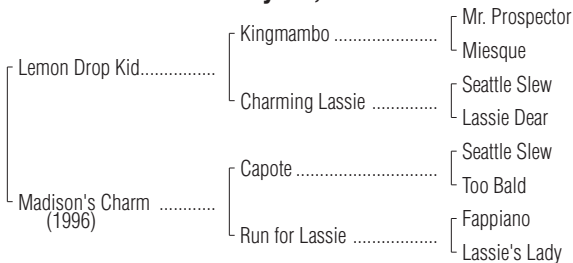 Mr. Prospector
Kingmambo ......................
Miesque
Lemon Drop Kid................
Seattle Slew
Charming Lassie ..............
Lassie Dear
Seattle Slew
Capote ..............................
Too Bald
Madison's Charm ............
(1996)
Fappiano
Run for Lassie ..................
Lassie's Lady